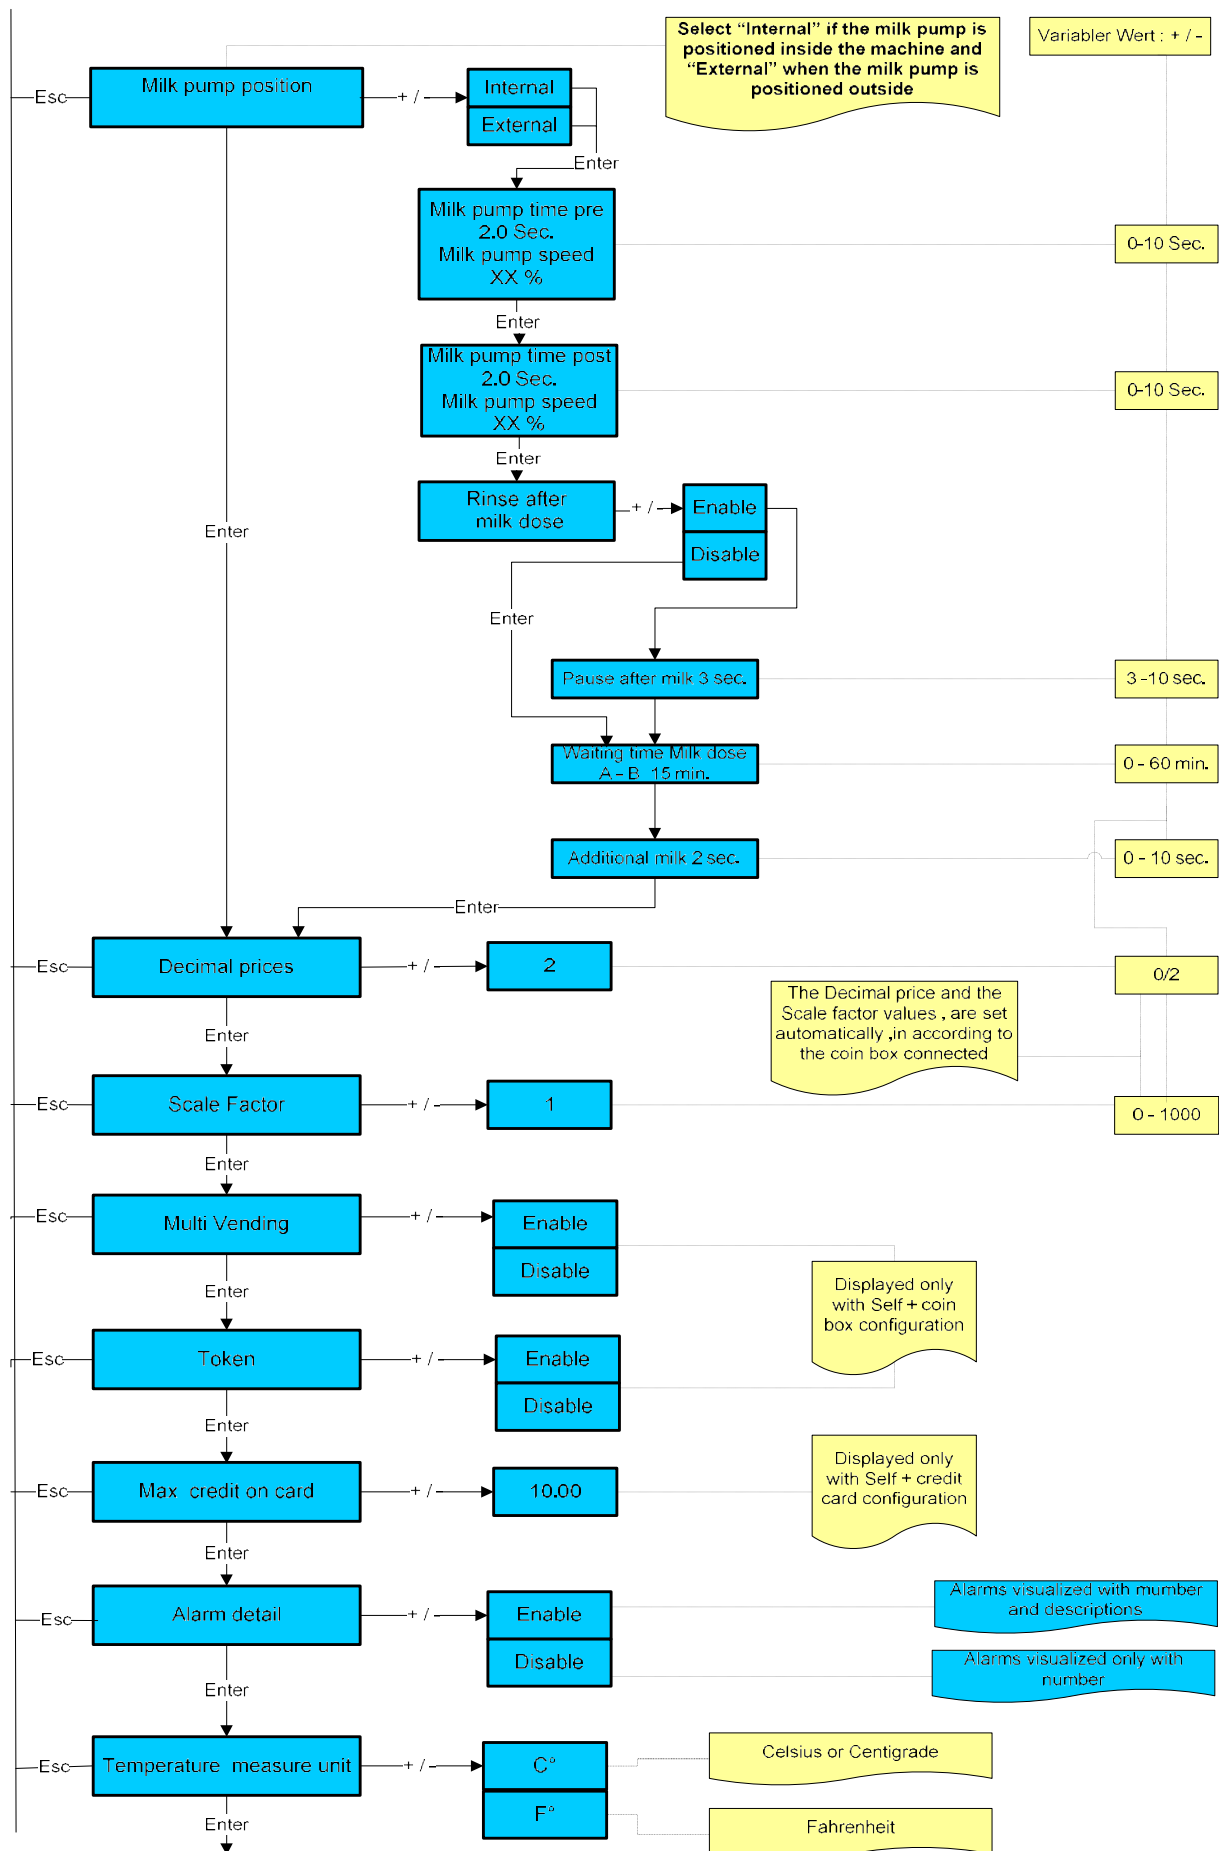 Select “Internal” if the milk pump is
positioned inside the machine and
“External” when the milk pump is
positioned outside
Variabler Wert : + / -
Esc
Milk pump position
+ / -
Internal
External
Enter
Milk pump time pre
2.0 Sec.
Milk pump speed
XX %
0-10 Sec.
Enter
Milk pump time post
2.0 Sec.
Milk pump speed
XX %
0-10 Sec.
Enter
Rinse after
milk dose
+ / -
Enable
Disable
Enter
Enter
Pause after milk 3 sec.
3 -10 sec.
Waiting time Milk dose
A - B 15 min.
0 - 60 min.
Additional milk 2 sec.
0 - 10 sec.
Enter
Esc
Decimal prices
+ / -
2
0/2
The Decimal price and the
Scale factor values , are set
automatically ,in according to
the coin box connected
Enter
Esc
Scale Factor
+ / -
1
0 - 1000
Enter
Esc
Multi Vending
+ / -
Enable
Disable
Displayed only
with Self + coin
box configuration
Enter
Esc
Token
+ / -
Enable
Disable
Enter
Esc
Max credit on card
+ / -
10.00
Displayed only
with Self + credit
card configuration
Enter
Esc
Alarm detail
+ / -
Enable
Disable
Alarms visualized with mumber
and descriptions
Alarms visualized only with
number
Enter
Esc
Temperature measure unit
+ / -
C°
F°
Celsius or Centigrade
Fahrenheit
Enter